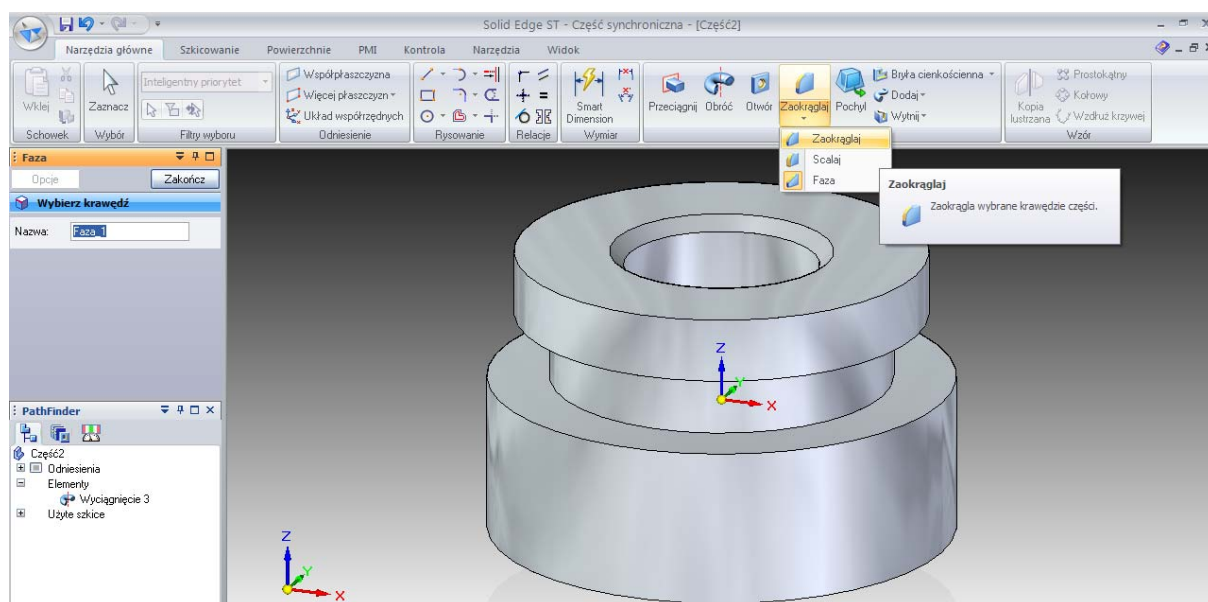 Solid Edge ST - Część synchroniczna - [Część2]
Narzędzia główne Szkicowanie Powierzchnie PMI Kontrola Narzędzia Widok
Wklej
Schowek
Zaznacz
Wybór
Inteligentny priorytet
Filtry wyboru
Współpłaszczyzna
Więcej płaszczyzn
Układ współrzędnych
Odniesienie
Rysowanie
Relacje
Smart Dimension
Wymiar
Przeciągnij
Obróć
Otwór
Zaokrąglaj
Pochyl
Bryła cienkościenna
Dodaj
Wytnij
Kopia lustrzana
Prostokątny
Kołowy
Wzdłuż krzywej
Wzór
Zaokrąglaj
Scalaj
Faza
Zaokrąglaj
Zaokrągla wybrane krawędzie części.
Faza
Opcje Zakończ
Wybierz krawędź
Nazwa: Faza_1
PathFinder
Część2
Odniesienia
Elementy
Wyciągnięcie 3
Użyte szkice
Z
Y
X
Z
Y
X